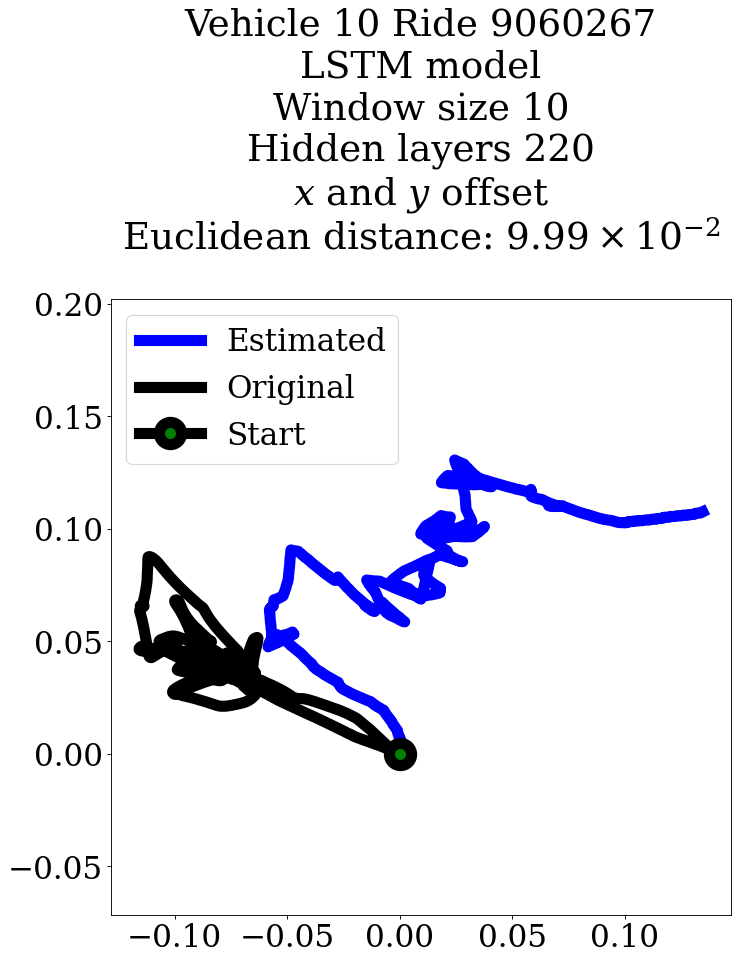 Vehicle 10 Ride 9060267
LSTM model
Window size 10
Hidden layers 220
x and y offset
Euclidean distance: 9.99 × 10⁻²
Estimated
Original
Start
0.20
0.15
0.10
0.05
0.00
−0.05
−0.10 −0.05 0.00 0.05 0.10